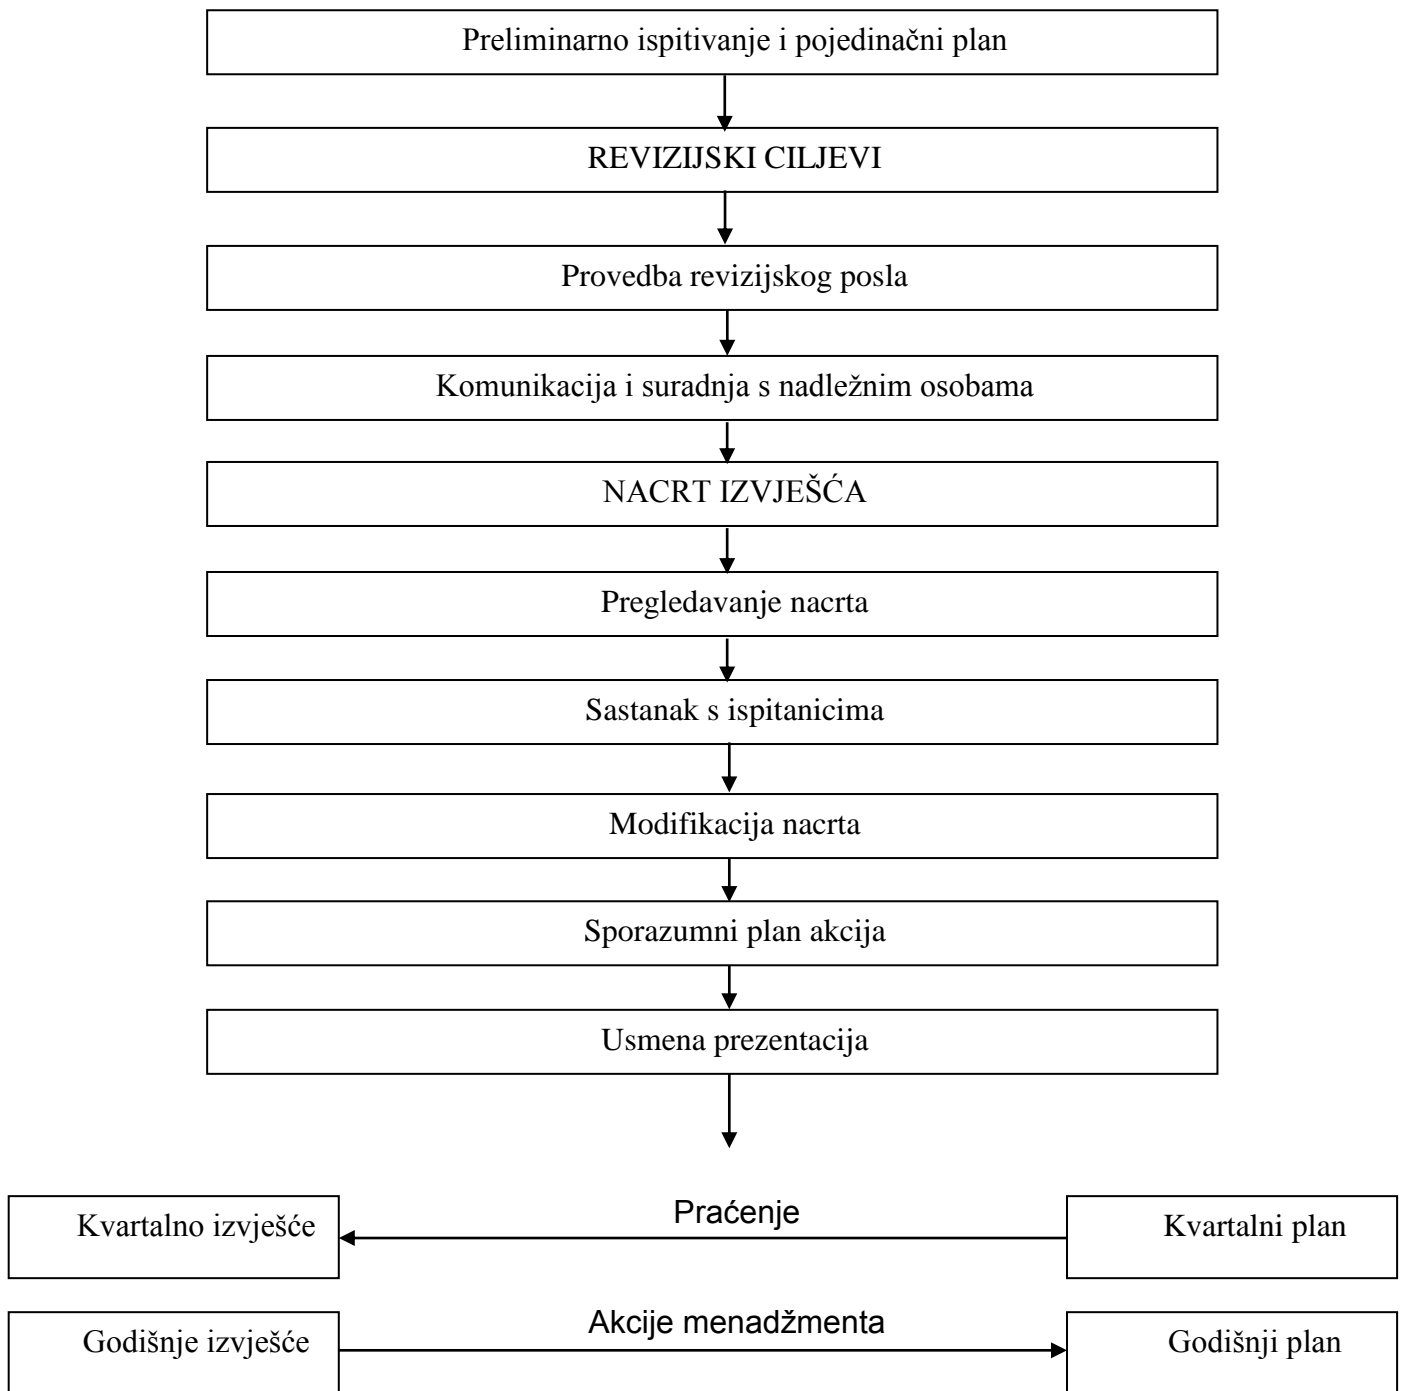 Preliminarno ispitivanje i pojedinačni plan
REVIZIJSKI CILJEVI
Provedba revizijskog posla
Komunikacija i suradnja s nadležnim osobama
NACRT IZVJEŠĆA
Pregledavanje nacrta
Sastanak s ispitanicima
Modifikacija nacrta
Sporazumni plan akcija
Usmena prezentacija
Kvartalno izvješće
Praćenje
Kvartalni plan
Godišnje izvješće
Akcije menadžmenta
Godišnji plan